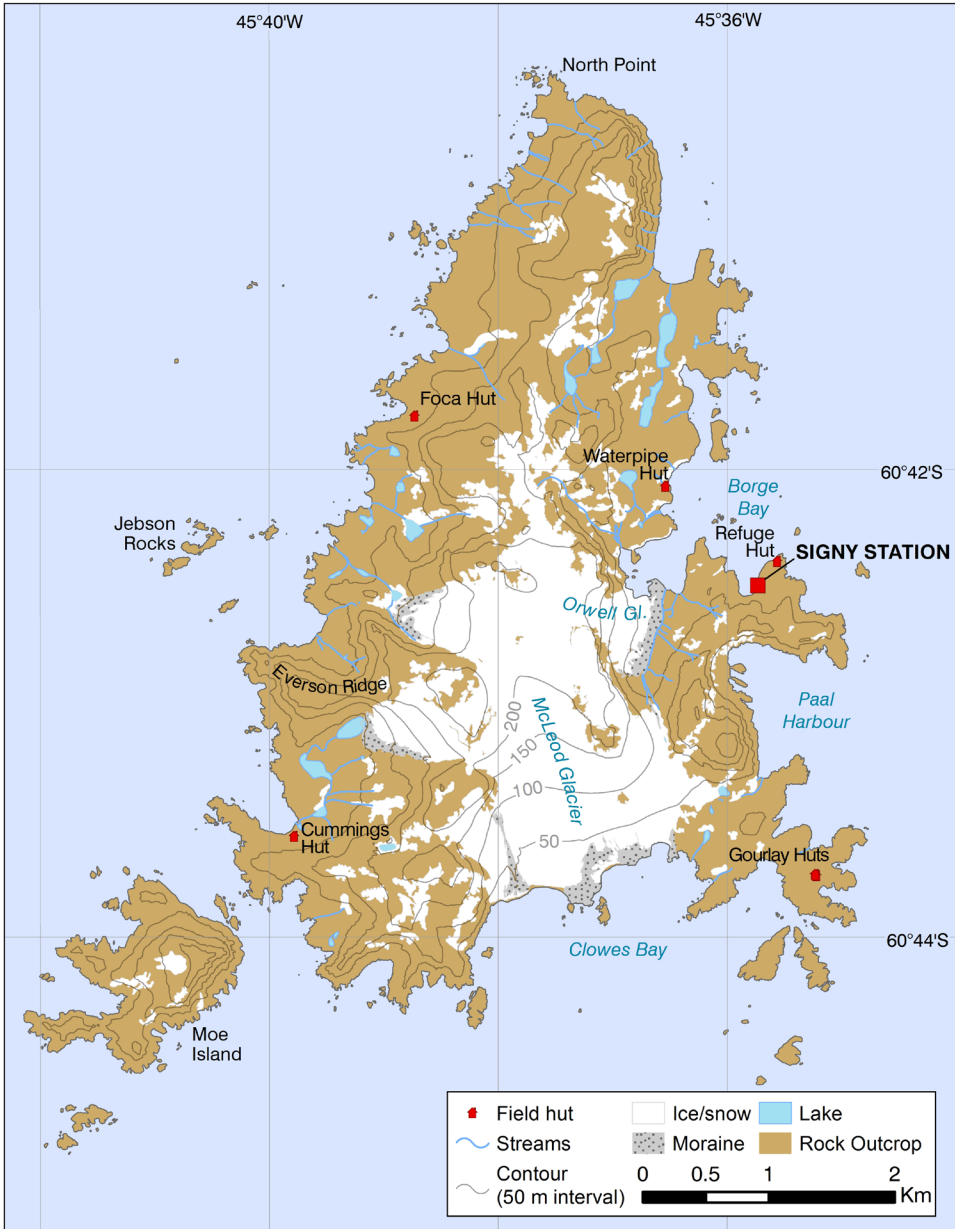 45°40'W
45°36'W
North Point
Foca Hut
Waterpipe
Hut
60°42'S
Borge
Bay
Jebson
Rocks
Refuge
Hut
SIGNY STATION
Orwell Gl.
Everson Ridge
Paal
Harbour
McLeod Glacier
200
150
100
50
Cummings
Hut
Gourlay Huts
Clowes Bay
60°44'S
Moe
Island
Field hut
Ice/snow
Lake
Streams
Moraine
Rock Outcrop
Contour
(50 m interval)
0 0.5 1 2
Km